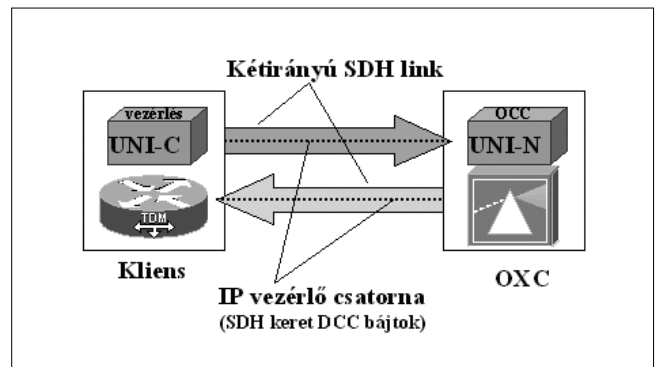 Kétirányú SDH link
vezérlés
UNI-C
OCC
UNI-N
TDM
Kliens
OXC
IP vezérlő csatorna
(SDH keret DCC bájtok)